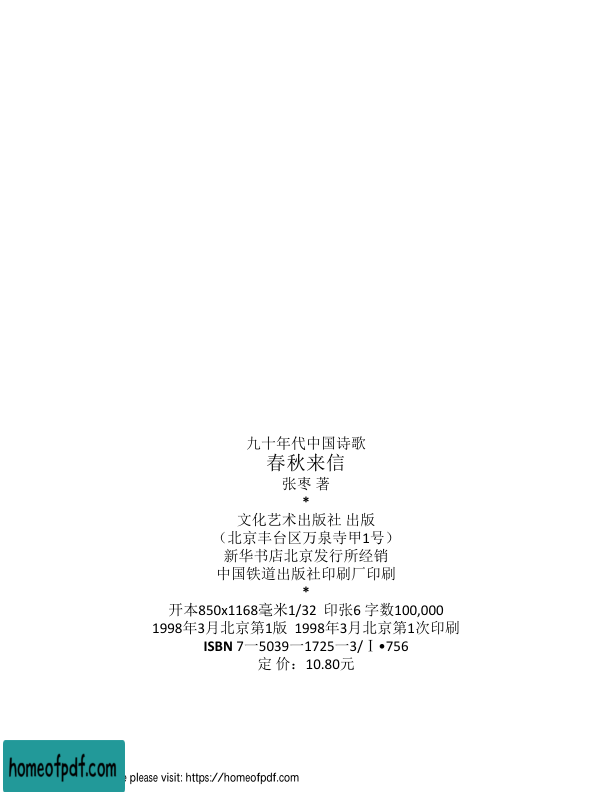 九十年代中国诗歌
春秋来信
张枣 著
*
文化艺术出版社 出版
（北京丰台区万泉寺甲1号）
新华书店北京发行所经销
中国铁道出版社印刷厂印刷
*
开本850x1168毫米1/32 印张6 字数100,000
1998年3月北京第1版 1998年3月北京第1次印刷
ISBN 7一5039一1725一3/Ⅰ•756
定 价：10.80元
homeofpdf.com
please visit: https://homeofpdf.com